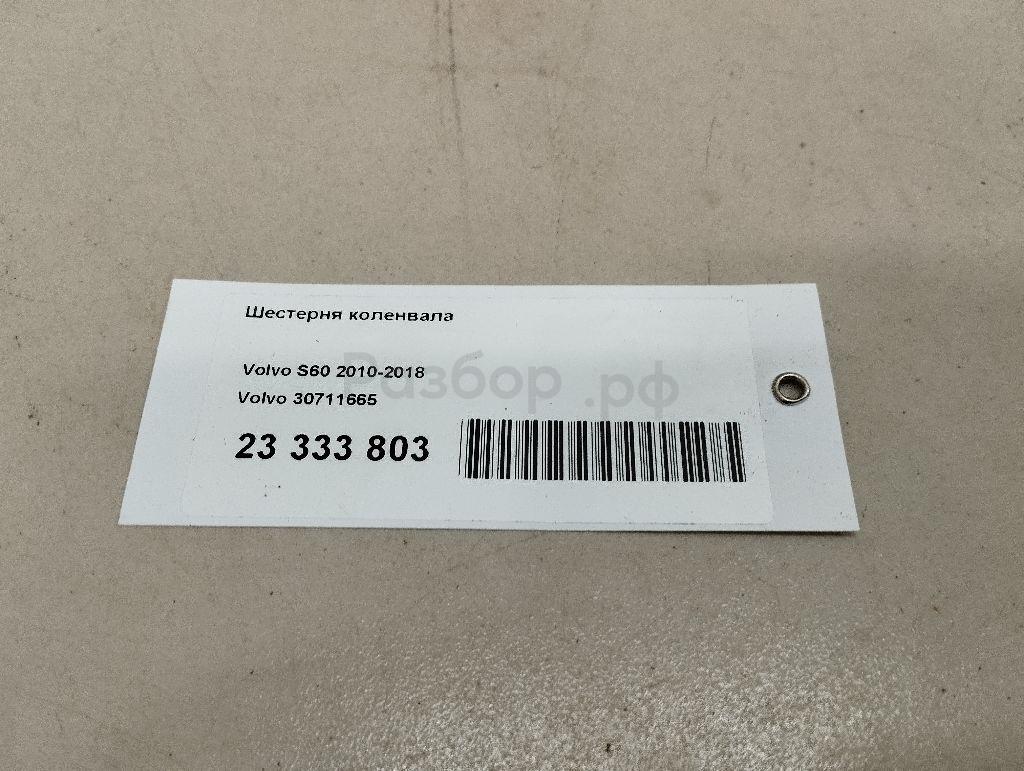 Шестерня коленвала
Volvo S60 2010-2018
Volvo 30711665
23 333 803
Разбор.рф